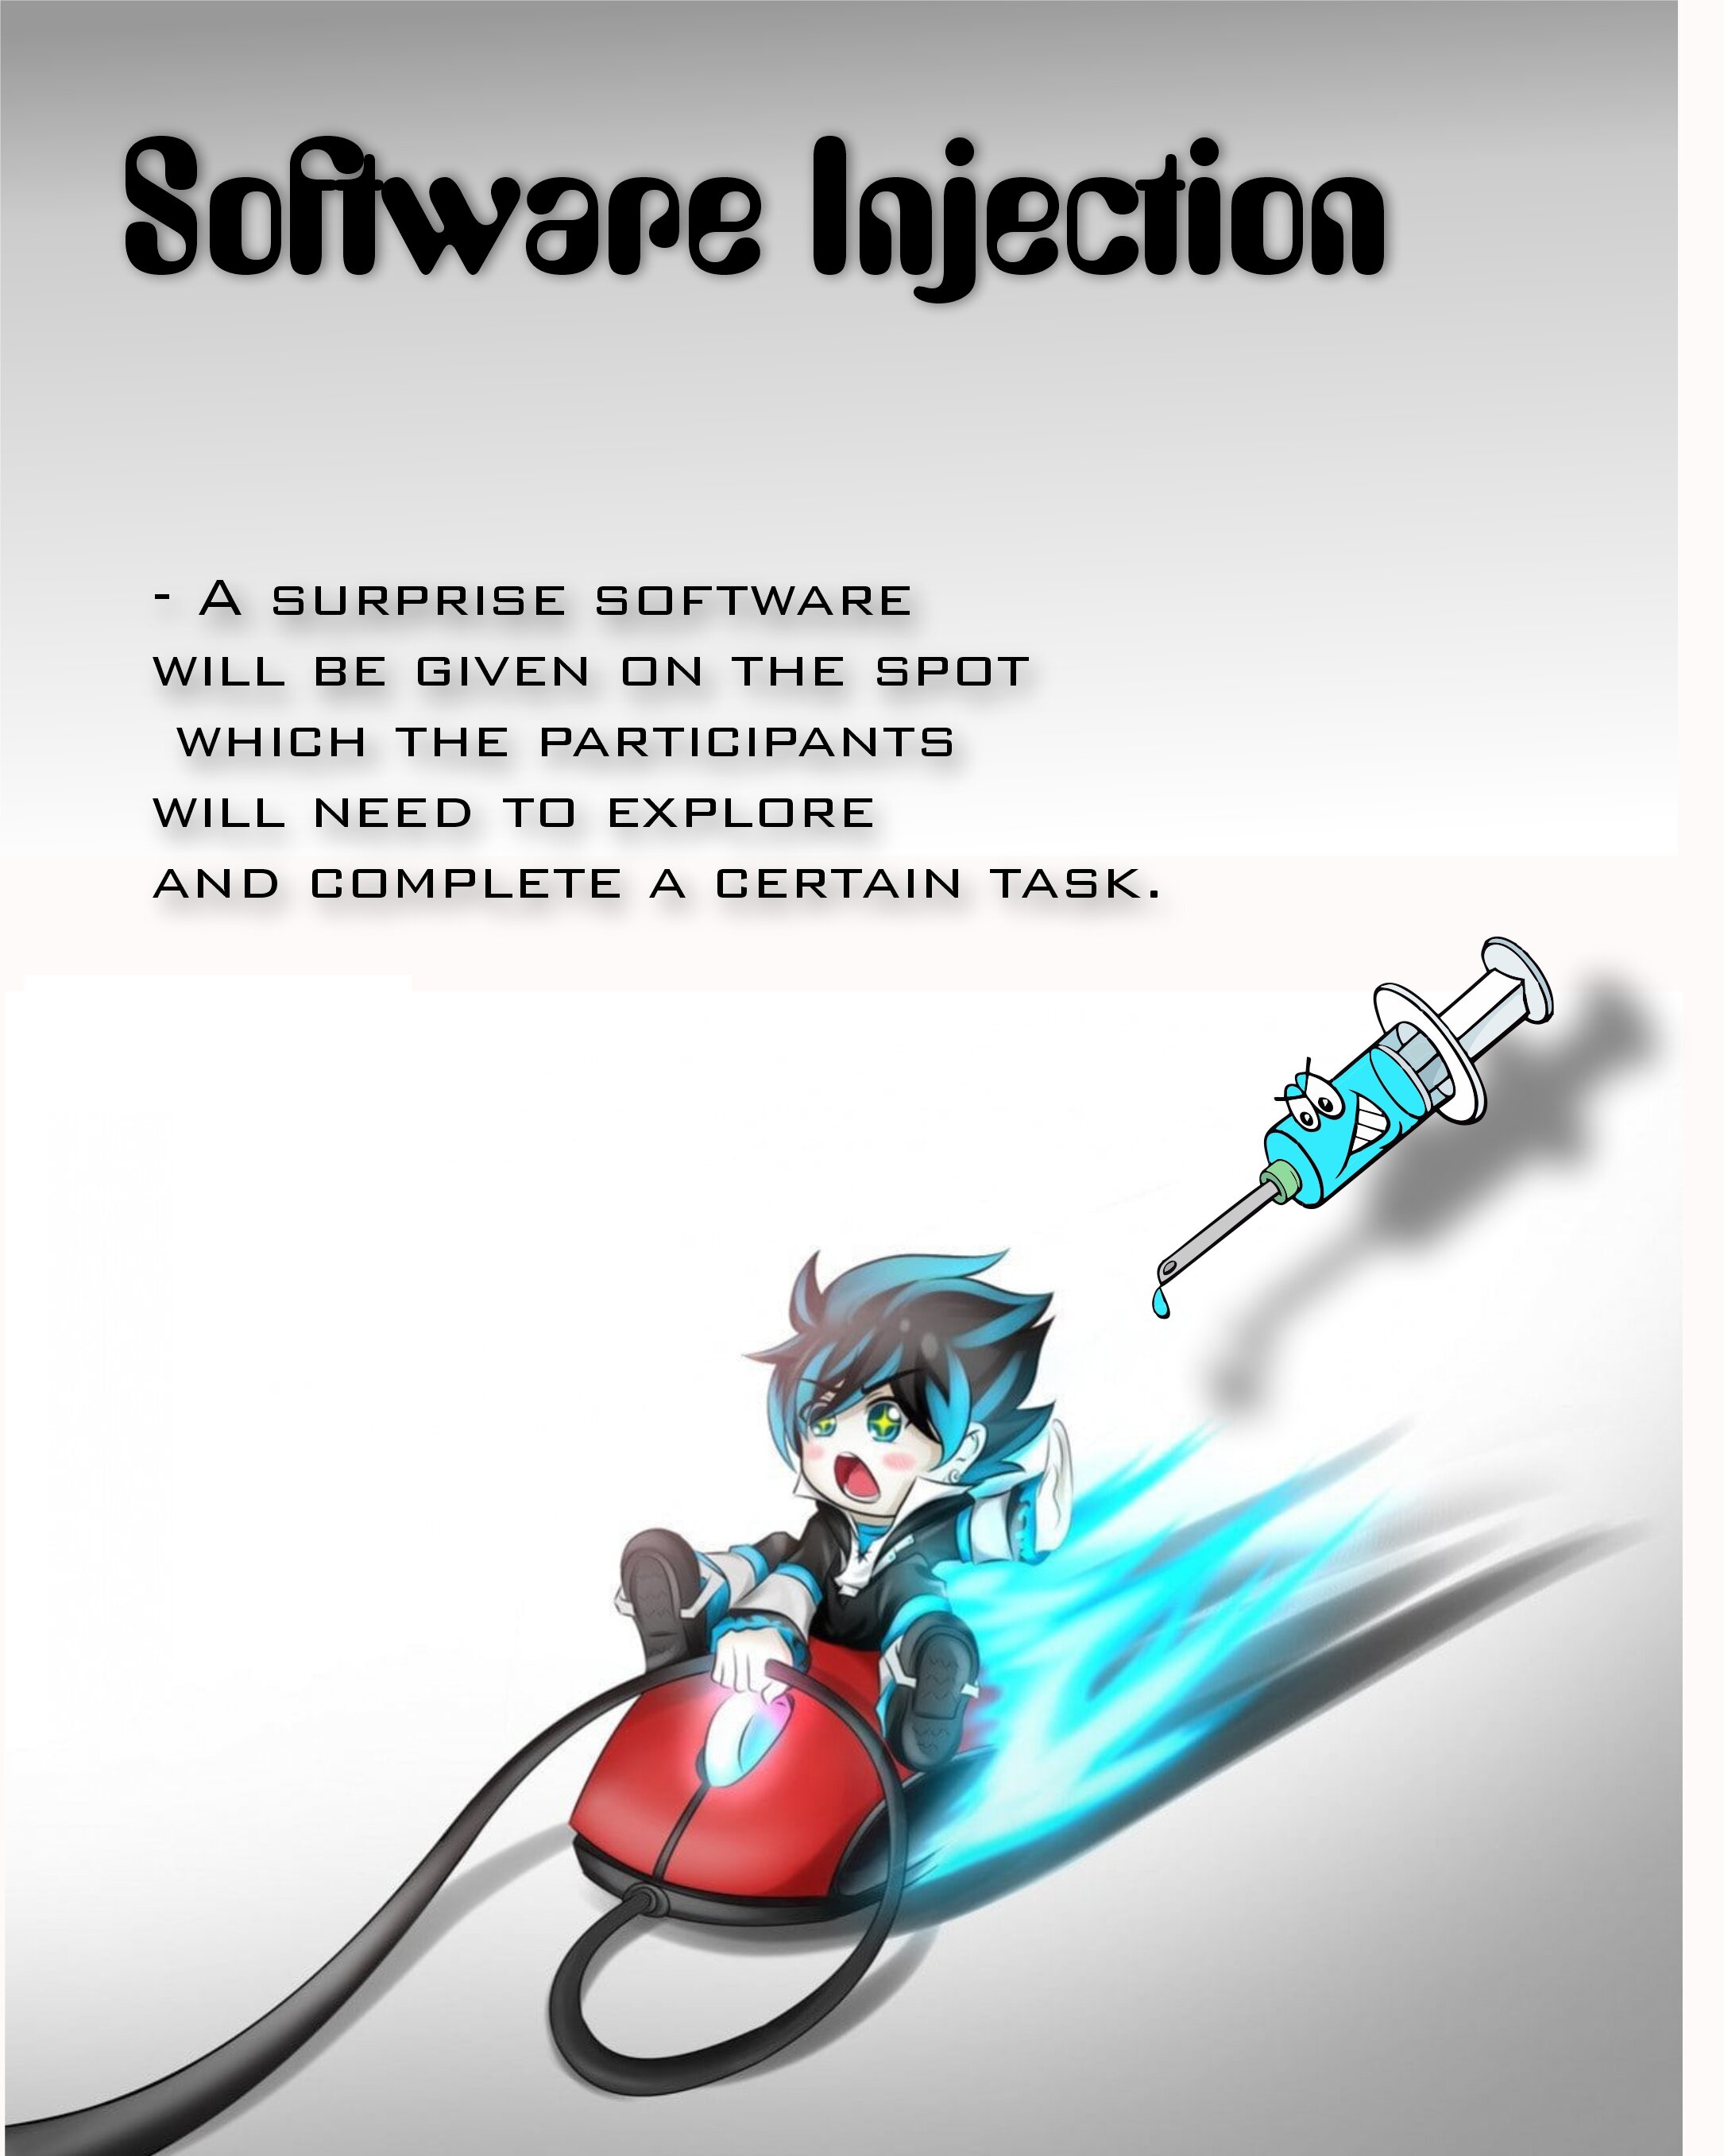 Software Injection
- A SURPRISE SOFTWARE
WILL BE GIVEN ON THE SPOT
WHICH THE PARTICIPANTS
WILL NEED TO EXPLORE
AND COMPLETE A CERTAIN TASK.